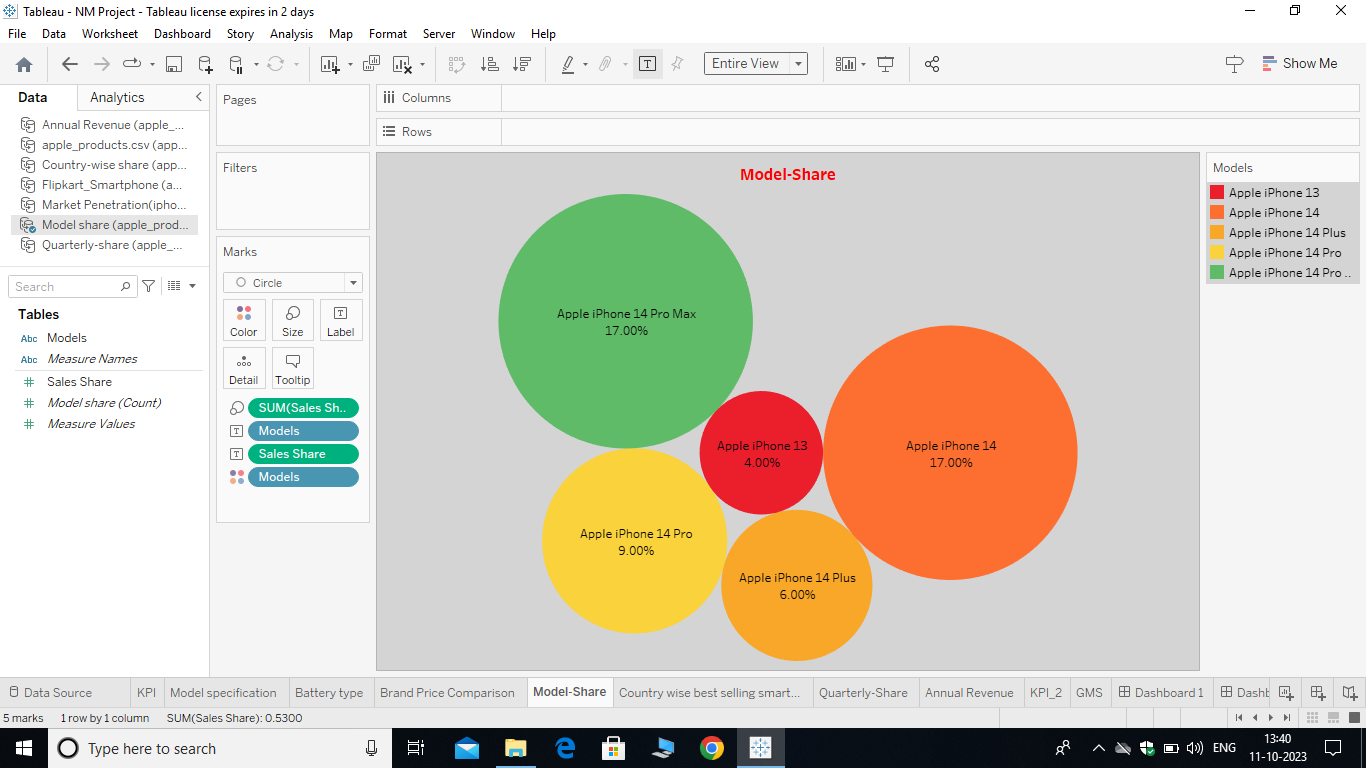 Tableau - NM Project - Tableau license expires in 2 days
File Data Worksheet Dashboard Story Analysis Map Format Server Window Help
Entire View
Show Me
Data Analytics
Annual Revenue (apple_...
apple_products.csv (app...
Country-wise share (app...
Flipkart_Smartphone (a...
Market Penetration(ipho...
Model share (apple_prod...
Quarterly-share (apple_...
Search
Tables
Abc Models
Abc Measure Names
Sales Share
Model share (Count)
Measure Values
Pages
Filters
Marks
Circle
Color Size Label
Detail Tooltip
SUM(Sales Sh..
Models
Sales Share
Models
Columns
Rows
Model-Share
Apple iPhone 14 Pro Max
17.00%
Apple iPhone 13
4.00%
Apple iPhone 14
17.00%
Apple iPhone 14 Pro
9.00%
Apple iPhone 14 Plus
6.00%
Models
Apple iPhone 13
Apple iPhone 14
Apple iPhone 14 Plus
Apple iPhone 14 Pro
Apple iPhone 14 Pro ..
Data Source KPI Model specification Battery type Brand Price Comparison Model-Share Country wise best selling smart... Quarterly-Share Annual Revenue KPI_2 GMS Dashboard 1 Dashb
5 marks 1 row by 1 column SUM(Sales Share): 0.5300
Type here to search
ENG
13:40
11-10-2023